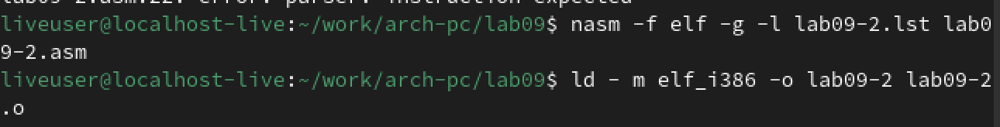 lab09-2.asm:22: error: parser: instruction expected
liveuser@localhost-live:~/work/arch-pc/lab09$ nasm -f elf -g -l lab09-2.lst lab0
9-2.asm
liveuser@localhost-live:~/work/arch-pc/lab09$ ld - m elf_i386 -o lab09-2 lab09-2
.o